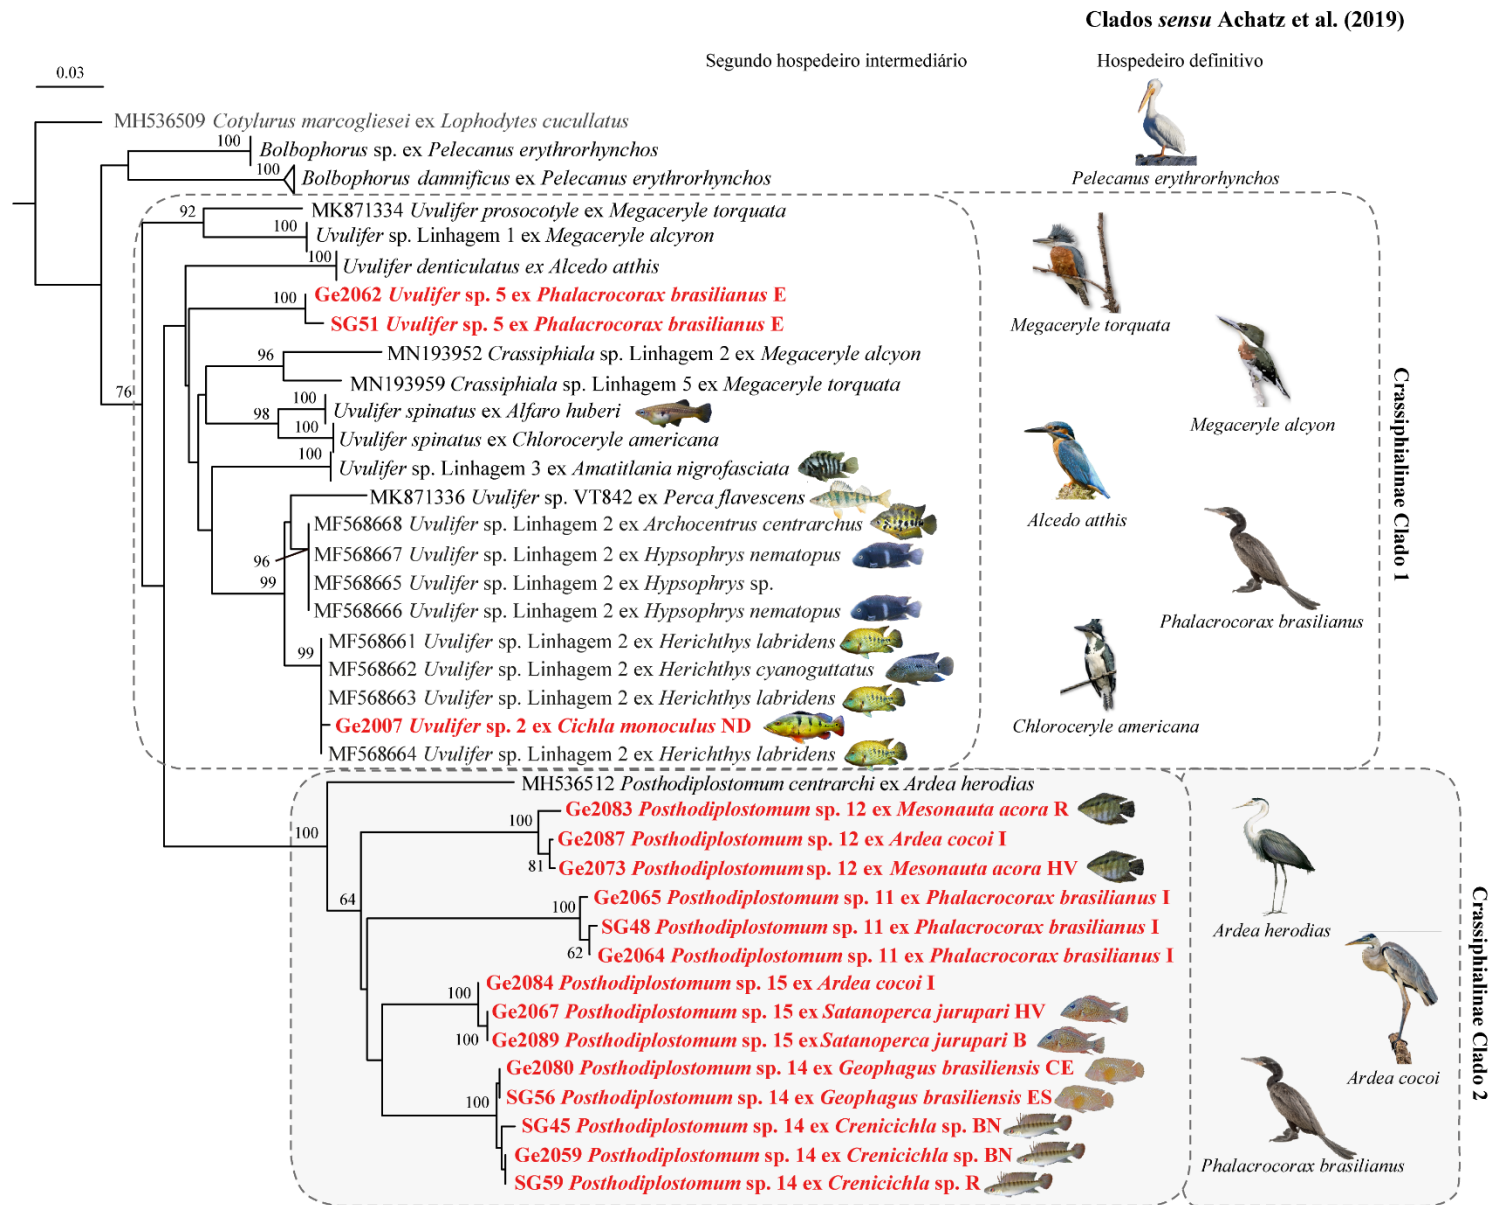 Clados sensu Achatz et al. (2019)
Segundo hospedeiro intermediário
Hospedeiro definitivo
0.03
MH536509 Cotylurus marcogliesei ex Lophodytes cucullatus
100
Bolbophorus sp. ex Pelecanus erythrorhynchos
100
Bolbophorus damnificus ex Pelecanus erythrorhynchos
Pelecanus erythrorhynchos
92
MK871334 Uvulifer prosocotyle ex Megaceryle torquata
100
Uvulifer sp. Linhagem 1 ex Megaceryle alcyron
100
Uvulifer denticulatus ex Alcedo atthis
100
Ge2062 Uvulifer sp. 5 ex Phalacrocorax brasilianus E
SG51 Uvulifer sp. 5 ex Phalacrocorax brasilianus E
Megaceryle torquata
96
MN193952 Crassiphiala sp. Linhagem 2 ex Megaceryle alcyon
76
MN193959 Crassiphiala sp. Linhagem 5 ex Megaceryle torquata
100
Uvulifer spinatus ex Alfaro huberi
98
100
Uvulifer spinatus ex Chloroceryle americana
Megaceryle alcyon
100
Uvulifer sp. Linhagem 3 ex Amatitlania nigrofasciata
MK871336 Uvulifer sp. VT842 ex Perca flavescens
MF568668 Uvulifer sp. Linhagem 2 ex Archocentrus centrarchus
Alcedo atthis
96
MF568667 Uvulifer sp. Linhagem 2 ex Hypsophrys nematopus
99
MF568665 Uvulifer sp. Linhagem 2 ex Hypsophrys sp.
MF568666 Uvulifer sp. Linhagem 2 ex Hypsophrys nematopus
Phalacrocorax brasilianus
99
MF568661 Uvulifer sp. Linhagem 2 ex Herichthys labridens
MF568662 Uvulifer sp. Linhagem 2 ex Herichthys cyanoguttatus
MF568663 Uvulifer sp. Linhagem 2 ex Herichthys labridens
Ge2007 Uvulifer sp. 2 ex Cichla monoculus ND
Chloroceryle americana
MF568664 Uvulifer sp. Linhagem 2 ex Herichthys labridens
Crassiphialinae Clado 1
MH536512 Posthodiplostomum centrarchi ex Ardea herodias
100
Ge2083 Posthodiplostomum sp. 12 ex Mesonauta acora R
100
Ge2087 Posthodiplostomum sp. 12 ex Ardea cocoi I
81
Ge2073 Posthodiplostomum sp. 12 ex Mesonauta acora HV
64
Ge2065 Posthodiplostomum sp. 11 ex Phalacrocorax brasilianus I
100
SG48 Posthodiplostomum sp. 11 ex Phalacrocorax brasilianus I
Ardea herodias
62
Ge2064 Posthodiplostomum sp. 11 ex Phalacrocorax brasilianus I
Ge2084 Posthodiplostomum sp. 15 ex Ardea cocoi I
100
Ge2067 Posthodiplostomum sp. 15 ex Satanoperca jurupari HV
100
Ge2089 Posthodiplostomum sp. 15 ex Satanoperca jurupari B
Ge2080 Posthodiplostomum sp. 14 ex Geophagus brasiliensis CE
Ardea cocoi
100
SG56 Posthodiplostomum sp. 14 ex Geophagus brasiliensis ES
SG45 Posthodiplostomum sp. 14 ex Crenicichla sp. BN
Ge2059 Posthodiplostomum sp. 14 ex Crenicichla sp. BN
Phalacrocorax brasilianus
SG59 Posthodiplostomum sp. 14 ex Crenicichla sp. R
Crassiphialinae Clado 2